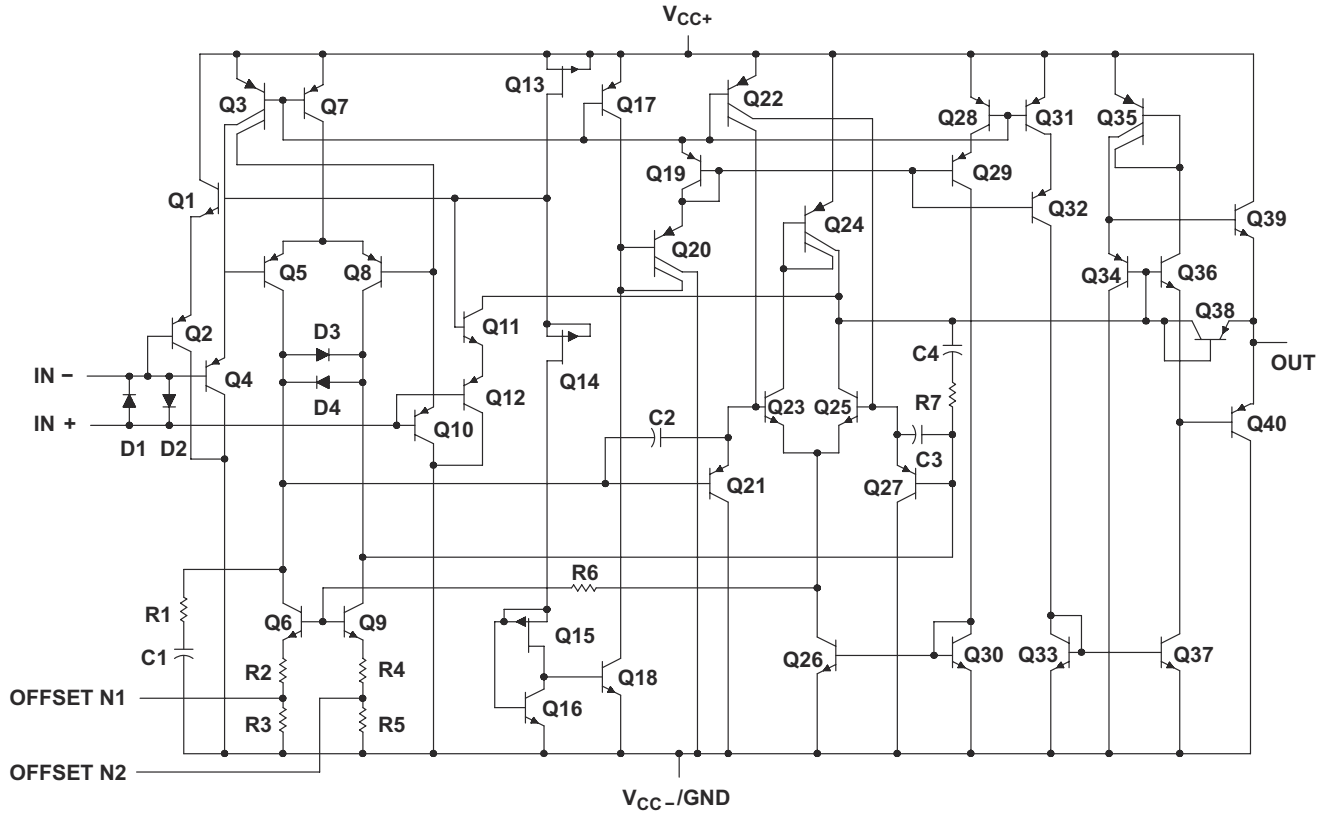 VCC+
Q3
Q7
Q13
Q17
Q22
Q28
Q31
Q35
Q1
Q19
Q29
Q32
Q39
Q5
Q8
Q20
Q24
Q34
Q36
Q2
D3
Q11
Q38
IN −
Q4
Q14
C4
OUT
D4
Q12
R7
IN +
D1
D2
Q10
C2
Q23
Q25
Q40
C3
Q21
Q27
R6
R1
Q6
Q9
Q15
C1
R2
R4
Q18
Q26
Q30
Q33
Q37
OFFSET N1
R3
R5
Q16
OFFSET N2
VCC−/GND